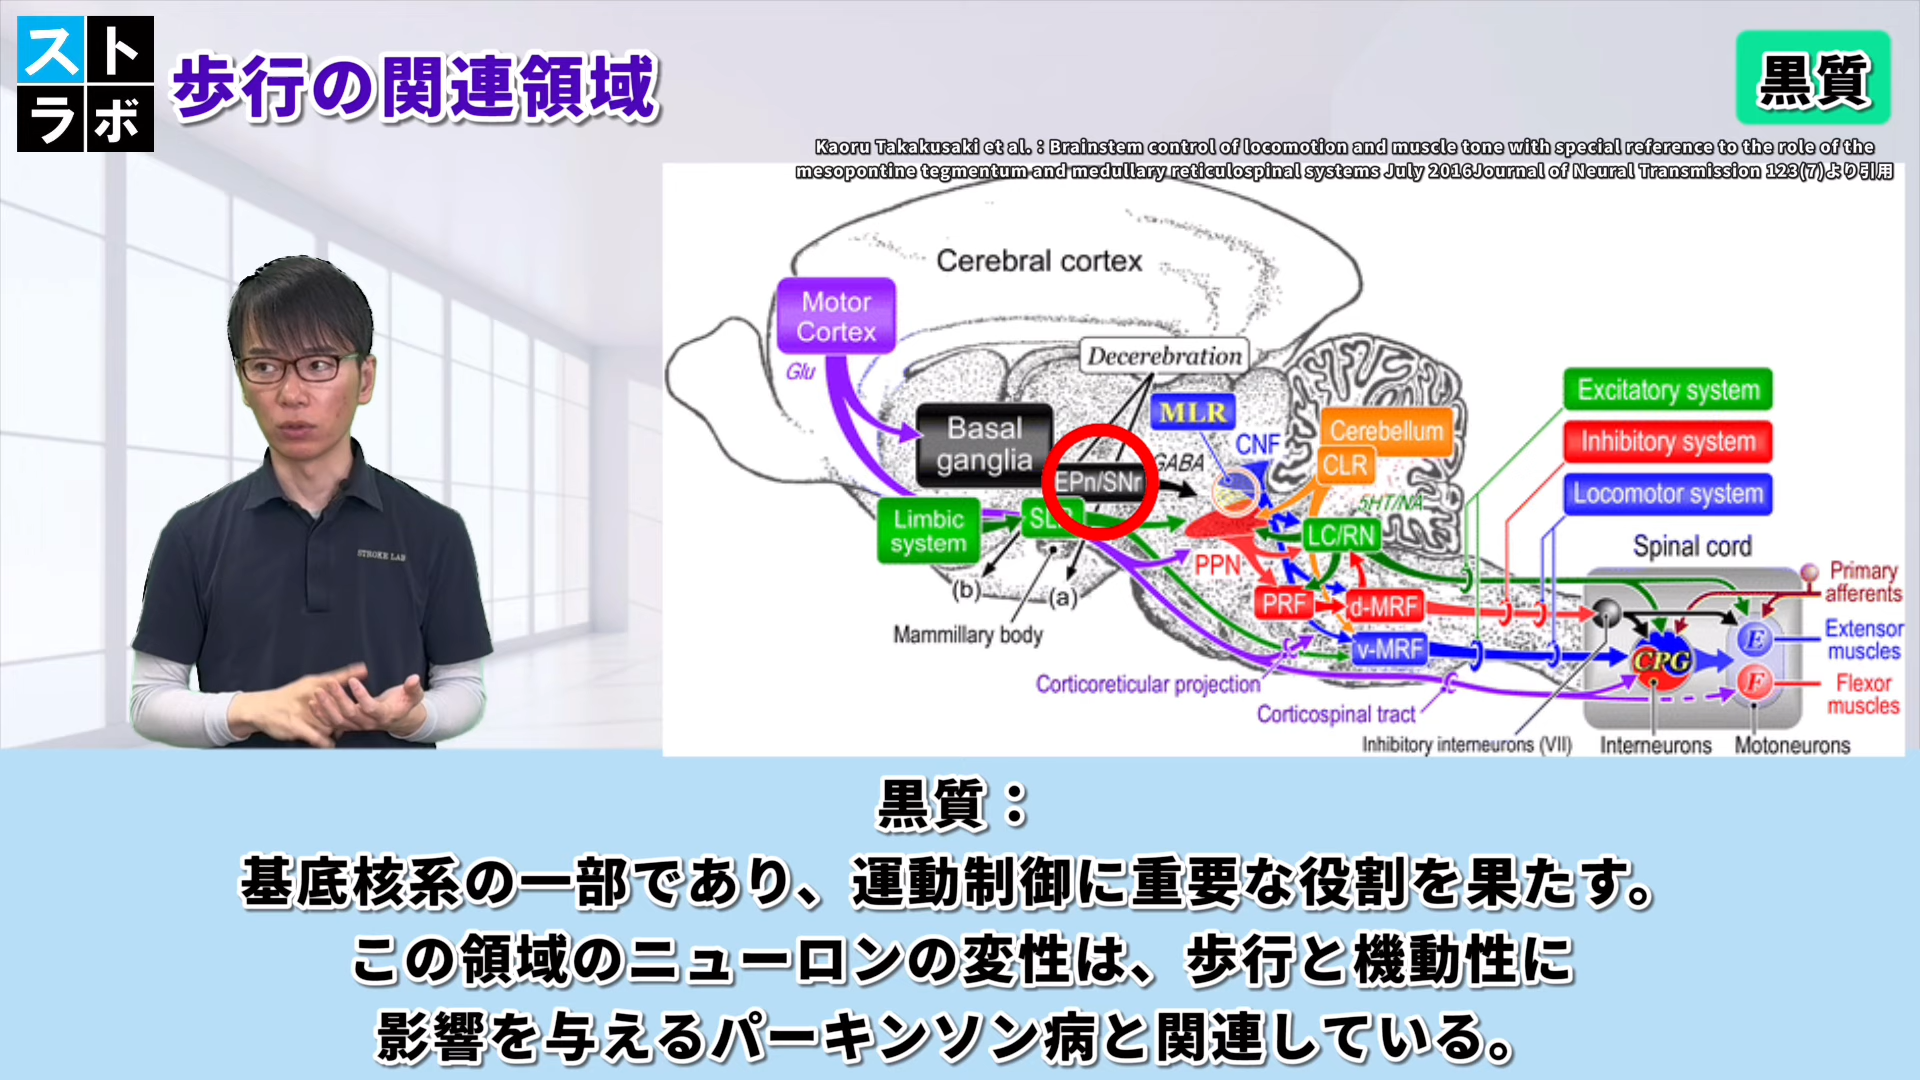 ストラボ
歩行の関連領域
黒質
Kaoru Takakusaki et al.：Brainstem control of locomotion and muscle tone with special reference to the role of the
mesopontine tegmentum and medullary reticulospinal systems July 2016Journal of Neural Transmission 123(7)より引用
Cerebral cortex
Motor
Cortex
Glu
Decerebration
Basal
ganglia
MLR
CNF
Cerebellum
CLR
GABA
EPn/SNr
5HT/NA
Limbic
system
LC/RN
PPN
PRF
d-MRF
v-MRF
(b)
(a)
Mammillary body
Corticoreticular projection
Corticospinal tract
Excitatory system
Inhibitory system
Locomotor system
Spinal cord
Primary
afferents
E
Extensor
muscles
CPG
F
Flexor
muscles
Inhibitory interneurons (VII)
Interneurons
Motoneurons
STROKE LAB
黒質：
基底核系の一部であり、運動制御に重要な役割を果たす。
この領域のニューロンの変性は、歩行と機動性に
影響を与えるパーキンソン病と関連している。